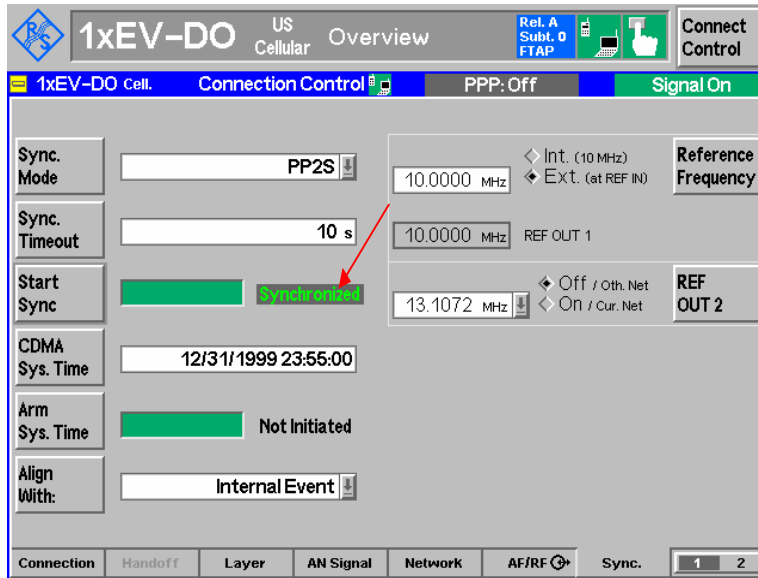 R S
1xEV-DO US Cellular Overview
Rel. A
Subt. 0
FTAP
Connect Control
1xEV-DO Cell. Connection Control PPP: Off Signal On
Sync. Mode PP2S
10.0000 MHz Int. (10 MHz)
Ext. (at REF IN)
Reference Frequency
Sync. Timeout 10 s
10.0000 MHz REF OUT 1
Start Sync Synchronized
13.1072 MHz Off / Oth. Net
On / Cur. Net
REF OUT 2
CDMA Sys. Time 12/31/1999 23:55:00
Arm Sys. Time Not Initiated
Align With: Internal Event
Connection Handoff Layer AN Signal Network AF/RF Sync. 1 2